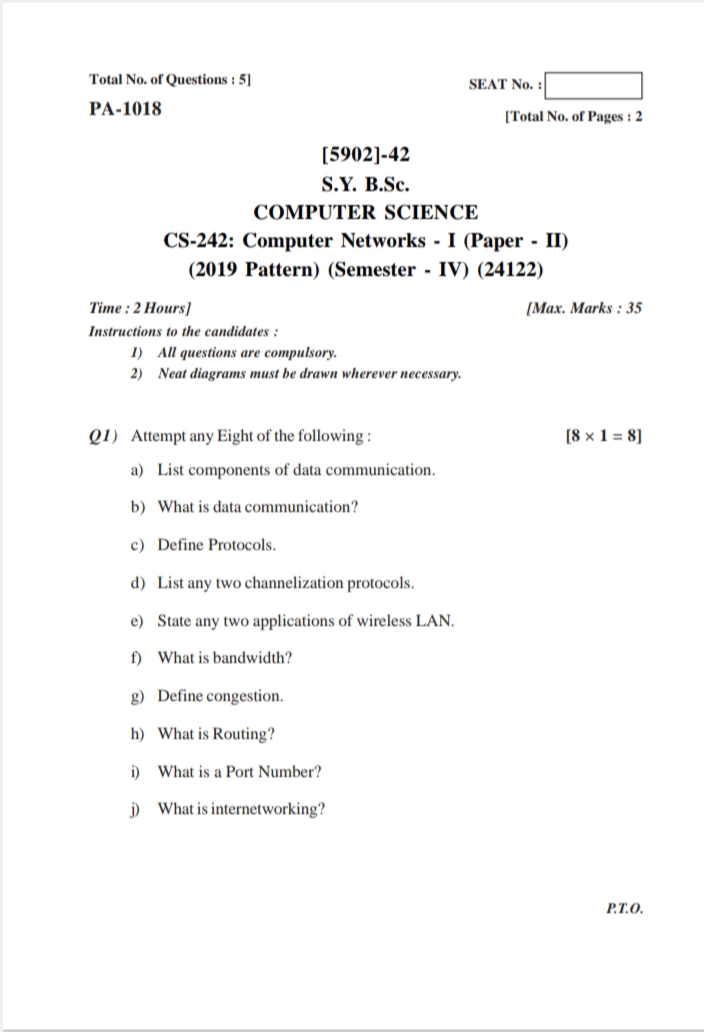 Total No. of Questions : 5]
SEAT No. :
PA-1018
[Total No. of Pages : 2
[5902]-42
S.Y. B.Sc.
COMPUTER SCIENCE
CS-242: Computer Networks - I (Paper - II)
(2019 Pattern) (Semester - IV) (24122)
Time : 2 Hours] [Max. Marks : 35
Instructions to the candidates :
1) All questions are compulsory.
2) Neat diagrams must be drawn wherever necessary.
Q1) Attempt any Eight of the following : [8 × 1 = 8]
a) List components of data communication.
b) What is data communication?
c) Define Protocols.
d) List any two channelization protocols.
e) State any two applications of wireless LAN.
f) What is bandwidth?
g) Define congestion.
h) What is Routing?
i) What is a Port Number?
j) What is internetworking?
P.T.O.